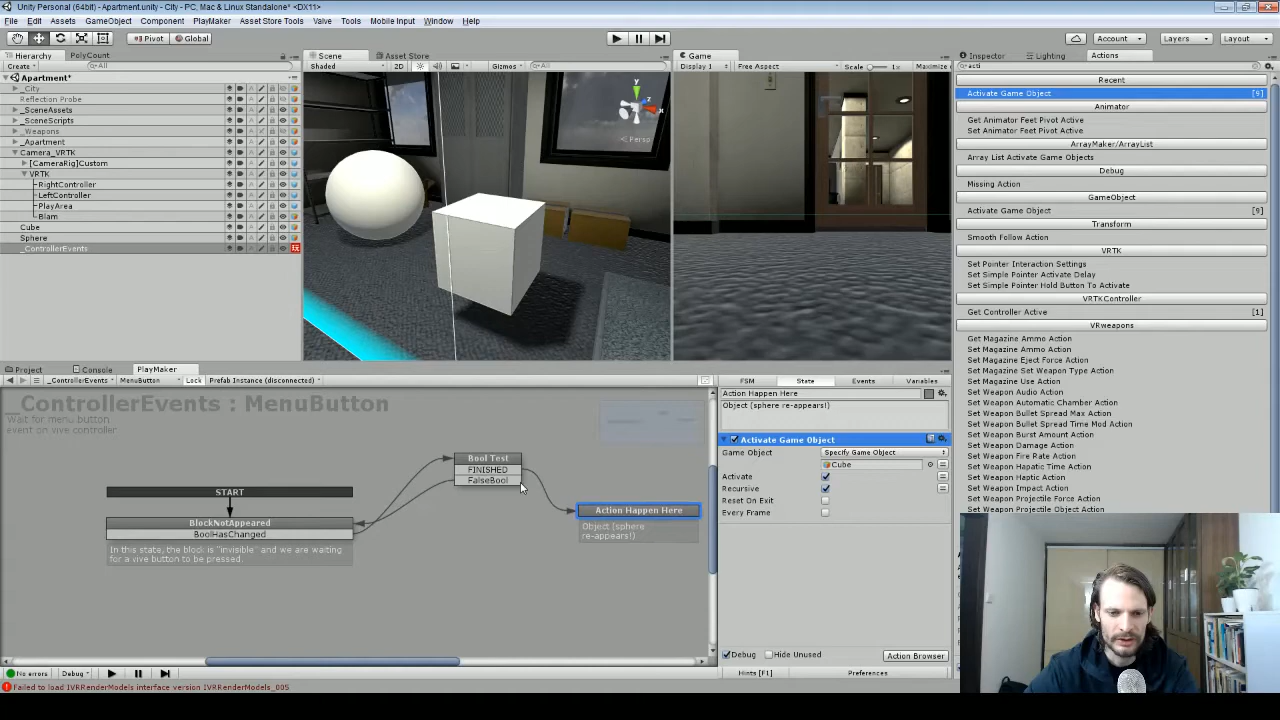 Unity Personal (64bit) - Apartment.unity - City - PC, Mac & Linux Standalone* <DX11>
File Edit Assets GameObject Component PlayMaker Asset Store Tools Valve Tools Mobile Input Window Help
Pivot Global Account Layers Layout
Hierarchy PolyCount Scene Asset Store Game Inspector Lighting Actions
Create All Shaded 2D Gizmos All Display 1 Free Aspect Scale 1x Maximize acti
Apartment*
_City
Reflection Probe
_SceneAssets
_SceneScripts
_Weapons
_Apartment
Camera_VRTK
[CameraRig]Custom
VRTK
RightController
LeftController
PlayArea
Blam
Cube
Sphere
_ControllerEvents
y
x
Persp
Recent
Activate Game Object [9]
Animator
Get Animator Feet Pivot Active
Set Animator Feet Pivot Active
ArrayMaker/ArrayList
Array List Activate Game Objects
Debug
Missing Action
GameObject
Activate Game Object [9]
Transform
Smooth Follow Action
VRTK
Set Pointer Interaction Settings
Set Simple Pointer Activate Delay
Set Simple Pointer Hold Button To Activate
VRTKController
Get Controller Active [1]
VRweapons
Get Magazine Ammo Action
Set Magazine Ammo Action
Set Magazine Eject Force Action
Set Magazine Set Weapon Type Action
Set Magazine Use Action
Set Weapon Audio Action
Set Weapon Automatic Chamber Action
Set Weapon Bullet Spread Max Action
Set Weapon Bullet Spread Time Mod Action
Set Weapon Burst Amount Action
Set Weapon Damage Action
Set Weapon Fire Rate Action
Set Weapon Haptic Time Action
Set Weapon Impact Action
Set Weapon Projectile Force Action
Project Console PlayMaker
_ControllerEvents MenuButton Lock Prefab Instance (disconnected)
_ControllerEvents : MenuButton
Wait for menu button
event on vive controller
START
BlockNotAppeared
BoolHasChanged
In this state, the block is "invisible" and we are waiting
for a vive button to be pressed.
Bool Test
FINISHED
FalseBool
Action Happen Here
Object (sphere
re-appears!)
FSM State Events Variables
Action Happen Here
Object (sphere re-appears!)
Activate Game Object
Game Object Specify Game Object
Cube
Activate
Recursive
Reset On Exit
Every Frame
Debug Hide Unused Action Browser
Hints [F1] Preferences
No errors Debug
Failed to load IVRRenderModels interface version IVRRenderModels_005